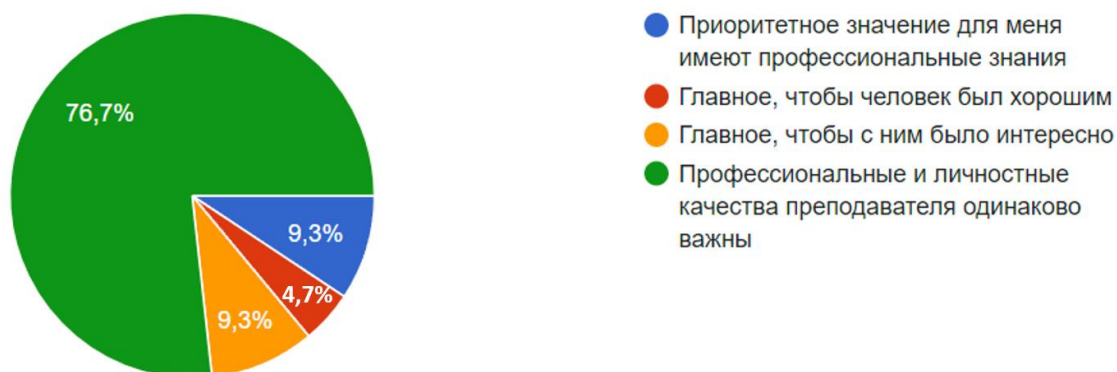 76,7%
9,3%
4,7%
9,3%
Приоритетное значение для меня
имеют профессиональные знания
Главное, чтобы человек был хорошим
Главное, чтобы с ним было интересно
Профессиональные и личностные
качества преподавателя одинаково
важны